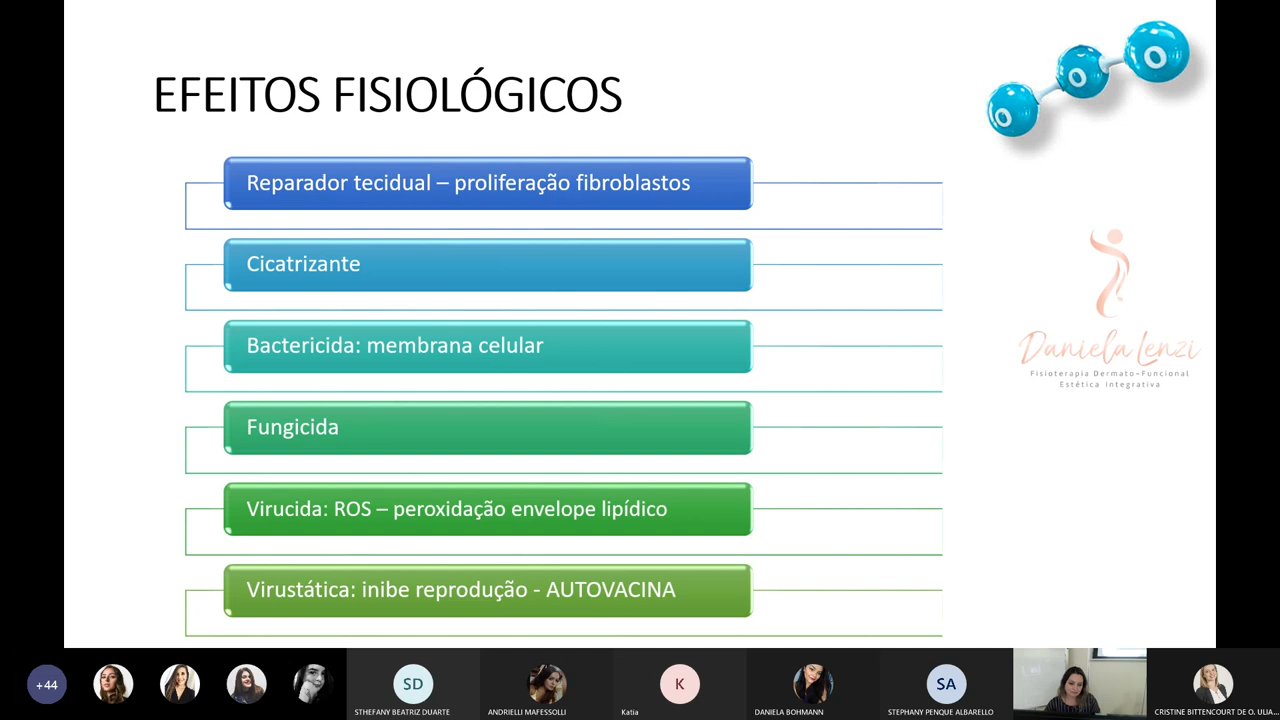 EFEITOS FISIOLÓGICOS
O
O
O
Reparador tecidual – proliferação fibroblastos
Cicatrizante
Bactericida: membrana celular
Fungicida
Virucida: ROS – peroxidação envelope lipídico
Virustática: inibe reprodução - AUTOVACINA
Daniela Lenzi
Fisioterapia Dermato-Funcional
Estética Integrativa
+44
SD
STHEFANY BEATRIZ DUARTE
ANDRIELLI MAFESSOLLI
K
Katia
DANIELA BOHMANN
SA
STEPHANY PENQUE ALBARELLO
CRISTINE BITTENCOURT DE O. ULIA...